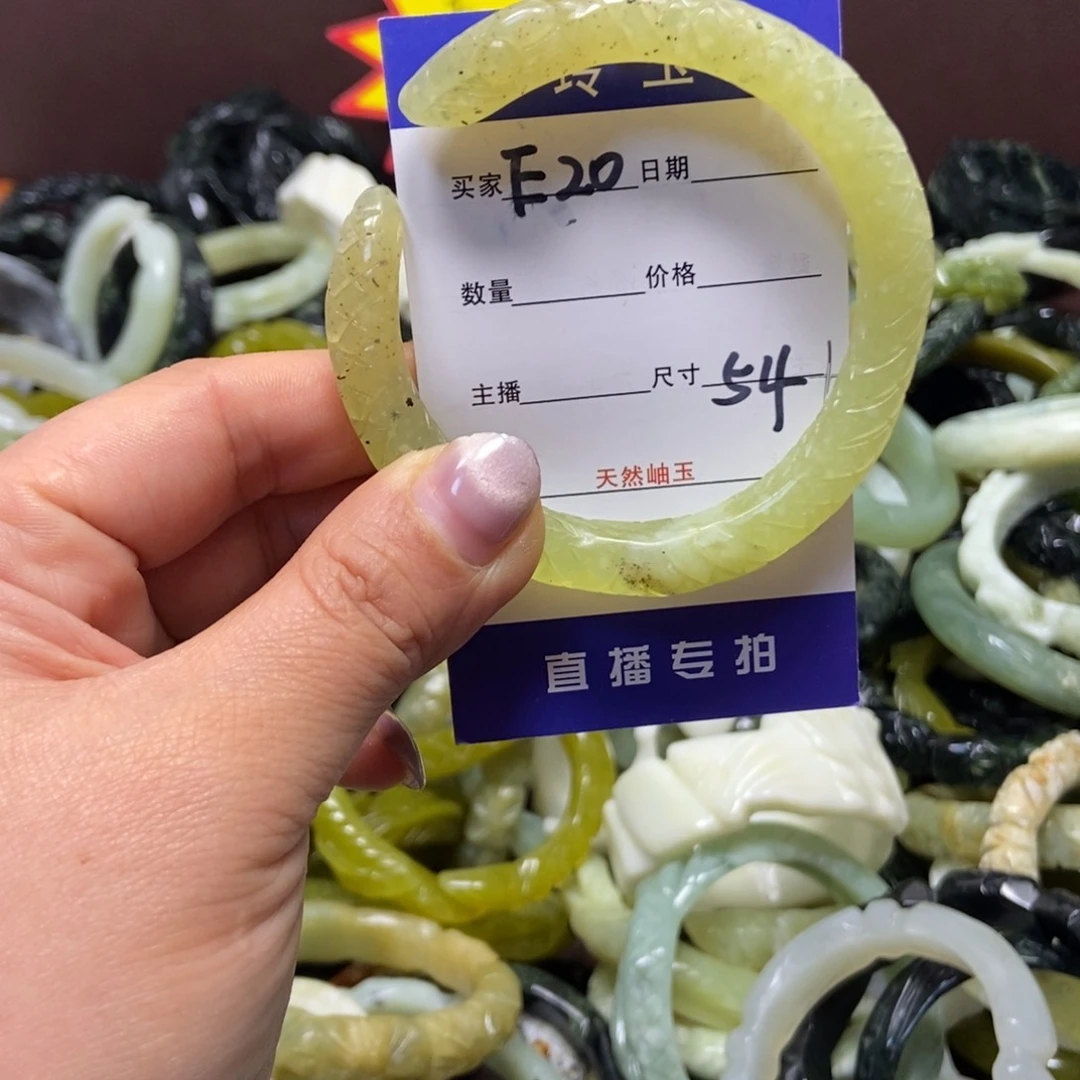 玉
买家 E20 日期
数量 价格
主播 尺寸 54
天然岫玉
直播专拍